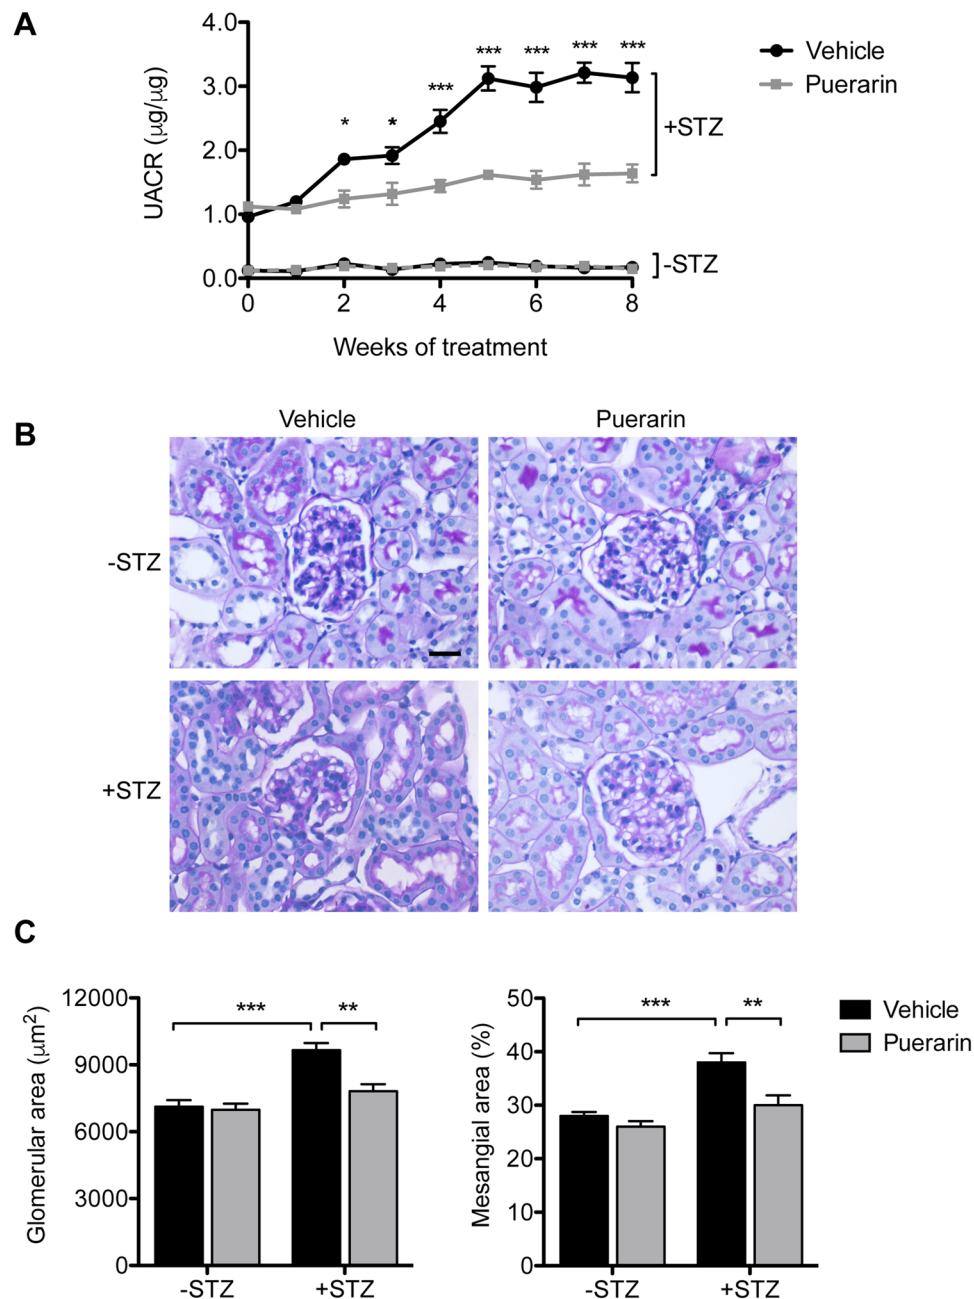 A
4.0
3.0
2.0
1.0
0.0
UACR (µg/µg)
* * *** *** *** *** ***
Vehicle
Puerarin
+STZ
-STZ
0 2 4 6 8
Weeks of treatment
B
Vehicle Puerarin
-STZ
+STZ
C
12000
9000
6000
3000
0
Glomerular area (µm²)
*** **
-STZ +STZ
50
40
30
20
10
0
Mesangial area (%)
*** **
-STZ +STZ
Vehicle
Puerarin